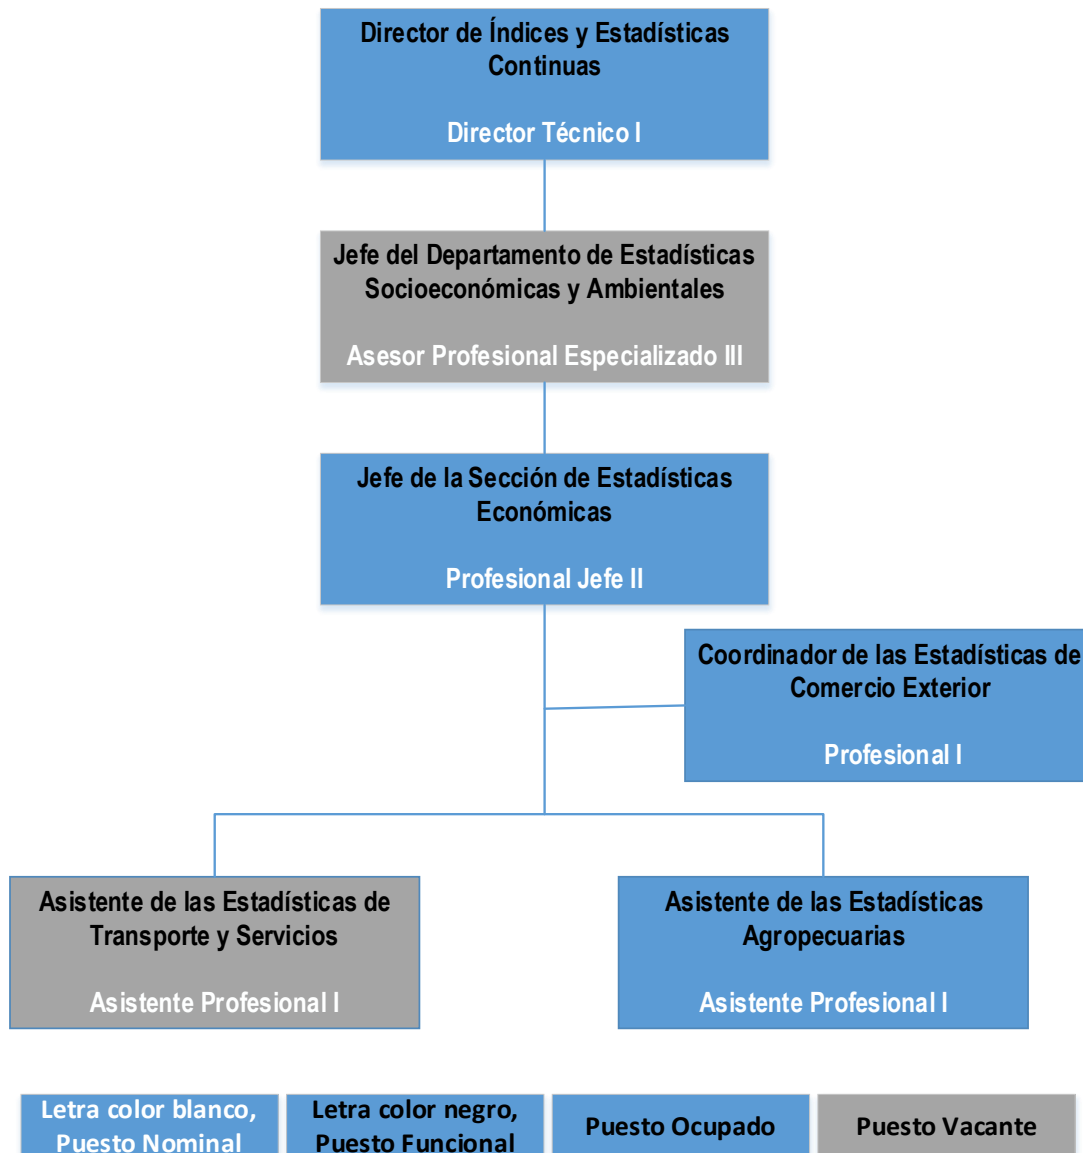 Director de Índices y Estadísticas
Continuas
Director Técnico I
Jefe del Departamento de Estadísticas
Socioeconómicas y Ambientales
Asesor Profesional Especializado III
Jefe de la Sección de Estadísticas
Económicas
Profesional Jefe II
Coordinador de las Estadísticas de
Comercio Exterior
Profesional I
Asistente de las Estadísticas de
Transporte y Servicios
Asistente Profesional I
Asistente de las Estadísticas
Agropecuarias
Asistente Profesional I
Letra color blanco,
Puesto Nominal
Letra color negro,
Puesto Funcional
Puesto Ocupado
Puesto Vacante